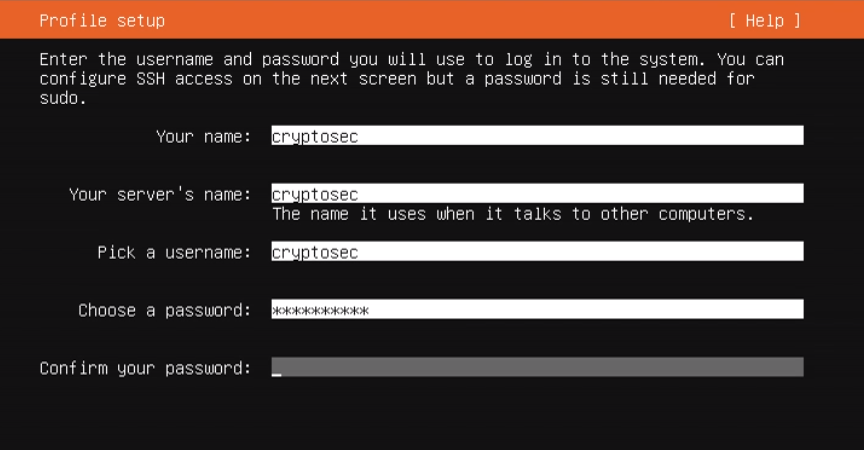 Profile setup [ Help ]
Enter the username and password you will use to log in to the system. You can
configure SSH access on the next screen but a password is still needed for
sudo.
Your name: cryptosec
Your server's name: cryptosec
The name it uses when it talks to other computers.
Pick a username: cryptosec
Choose a password: **********
Confirm your password: _